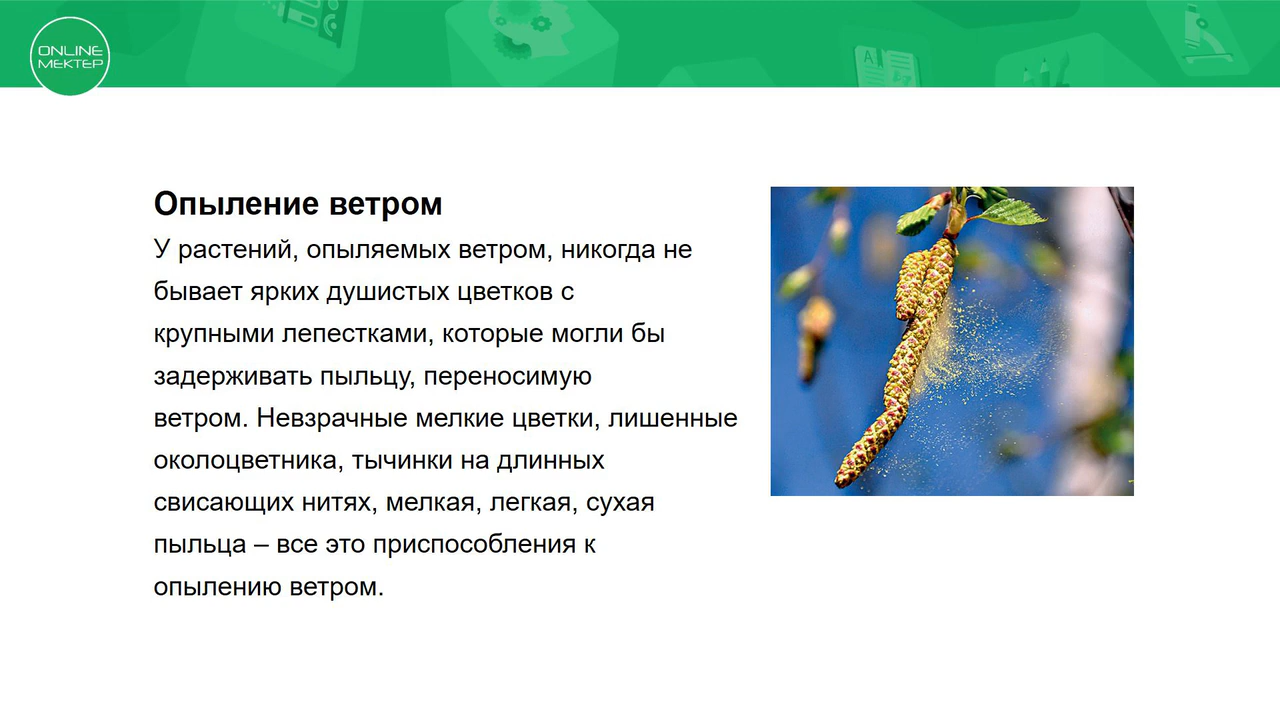 ONLINE
МЕКТЕР
Опыление ветром
У растений, опыляемых ветром, никогда не
бывает ярких душистых цветков с
крупными лепестками, которые могли бы
задерживать пыльцу, переносимую
ветром. Невзрачные мелкие цветки, лишенные
околоцветника, тычинки на длинных
свисающих нитях, мелкая, легкая, сухая
пыльца – все это приспособления к
опылению ветром.